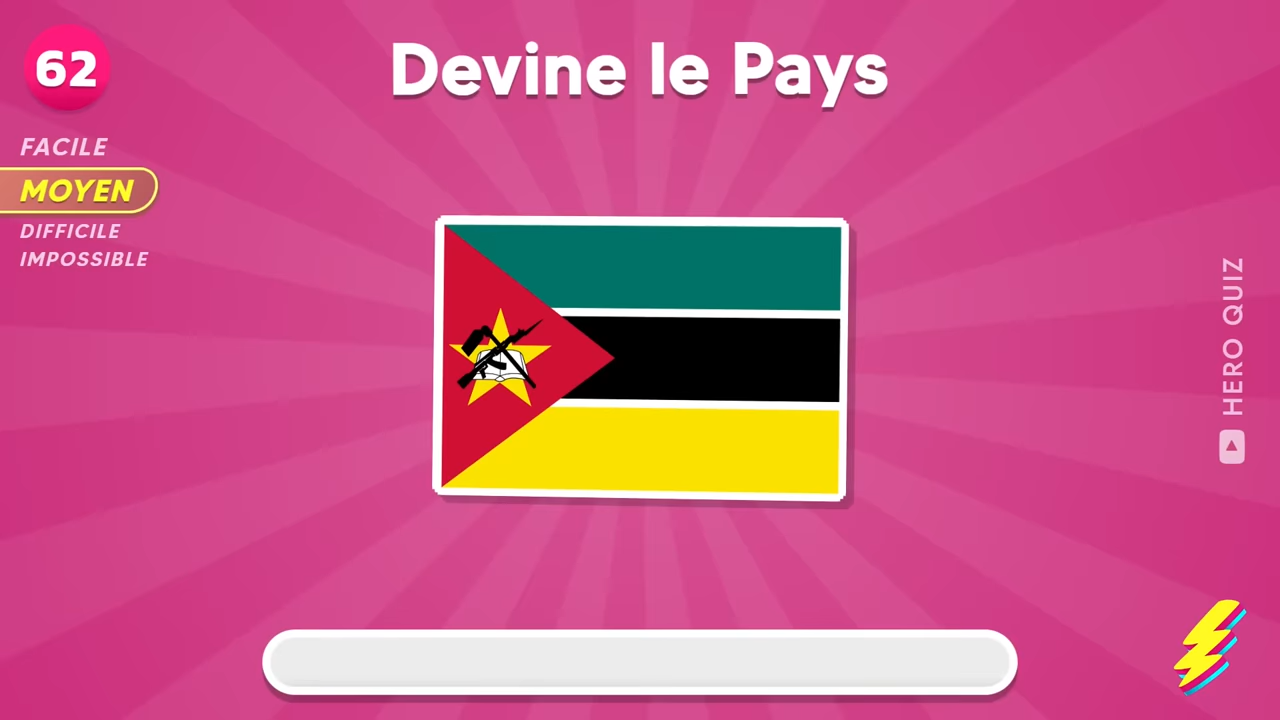 62
Devine le Pays
FACILE
MOYEN
DIFFICILE
IMPOSSIBLE
HERO QUIZ